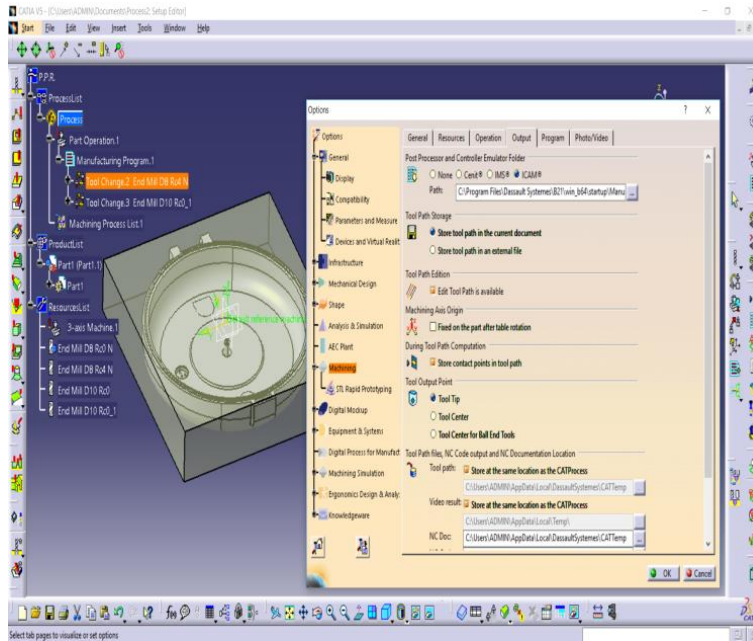 CATIA V5 - [C:\Users\ADMIN\Documents\Process2: Setup Editor]
Start File Edit View Insert Tools Window Help
P.P.R.
ProcessList
Process
Part Operation.1
Manufacturing Program.1
Tool Change.2 End Mill D8 Rc4 N
Tool Change.3 End Mill D10 Rc0_1
Machining Process List.1
ProductList
Part1 (Part1.1)
Part1
ResourcesList
3-axis Machine.1
End Mill D8 Rc0 N
End Mill D8 Rc4 N
End Mill D10 Rc0
End Mill D10 Rc0_1
Options
? X
Options
General
Display
Compatibility
Parameters and Measure
Devices and Virtual Realit
Infrastructure
Mechanical Design
Shape
Analysis & Simulation
AEC Plant
Machining
STL Rapid Prototyping
Digital Mockup
Equipment & Systems
Digital Process for Manufact
Machining Simulation
Ergonomics Design & Analy
Knowledgeware
General Resources Operation Output Program Photo/Video
Post Processor and Controller Emulator Folder
None Cenit® IMS® ICAM®
Path: C:\Program Files\Dassault Systemes\B21\win_b64\startup\Manu ...
Tool Path Storage
Store tool path in the current document
Store tool path in an external file
Tool Path Edition
Edit Tool Path is available
Machining Axis Origin
Fixed on the part after table rotation
During Tool Path Computation
Store contact points in tool path
Tool Output Point
Tool Tip
Tool Center
Tool Center for Ball End Tools
Tool Path files, NC Code output and NC Documentation Location
Tool path: Store at the same location as the CATProcess
C:\Users\ADMIN\AppData\Local\DassaultSystemes\CATTemp ...
Video result: Store at the same location as the CATProcess
C:\Users\ADMIN\AppData\Local\Temp\ ...
NC Doc: C:\Users\ADMIN\AppData\Local\DassaultSystemes\CATTemp ...
OK Cancel
Select tab pages to visualize or set options